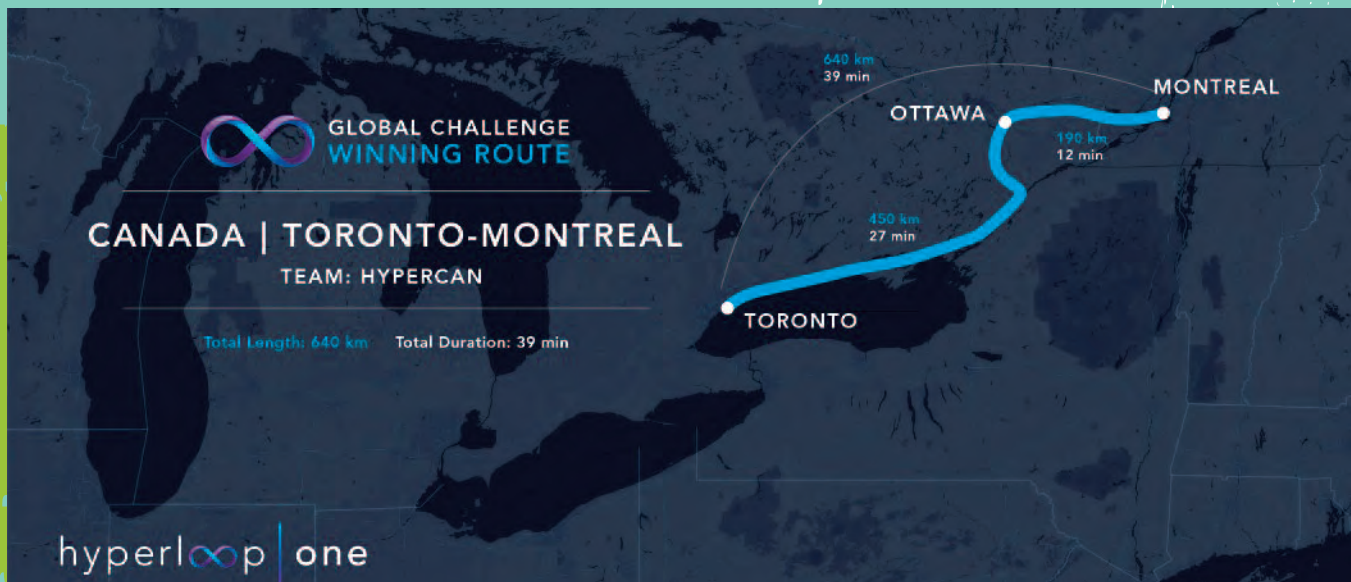 GLOBAL CHALLENGE
WINNING ROUTE
CANADA | TORONTO-MONTREAL
TEAM: HYPERCAN
Total Length: 640 km Total Duration: 39 min
640 km
39 min
MONTREAL
OTTAWA
190 km
12 min
450 km
27 min
TORONTO
hyperloop | one